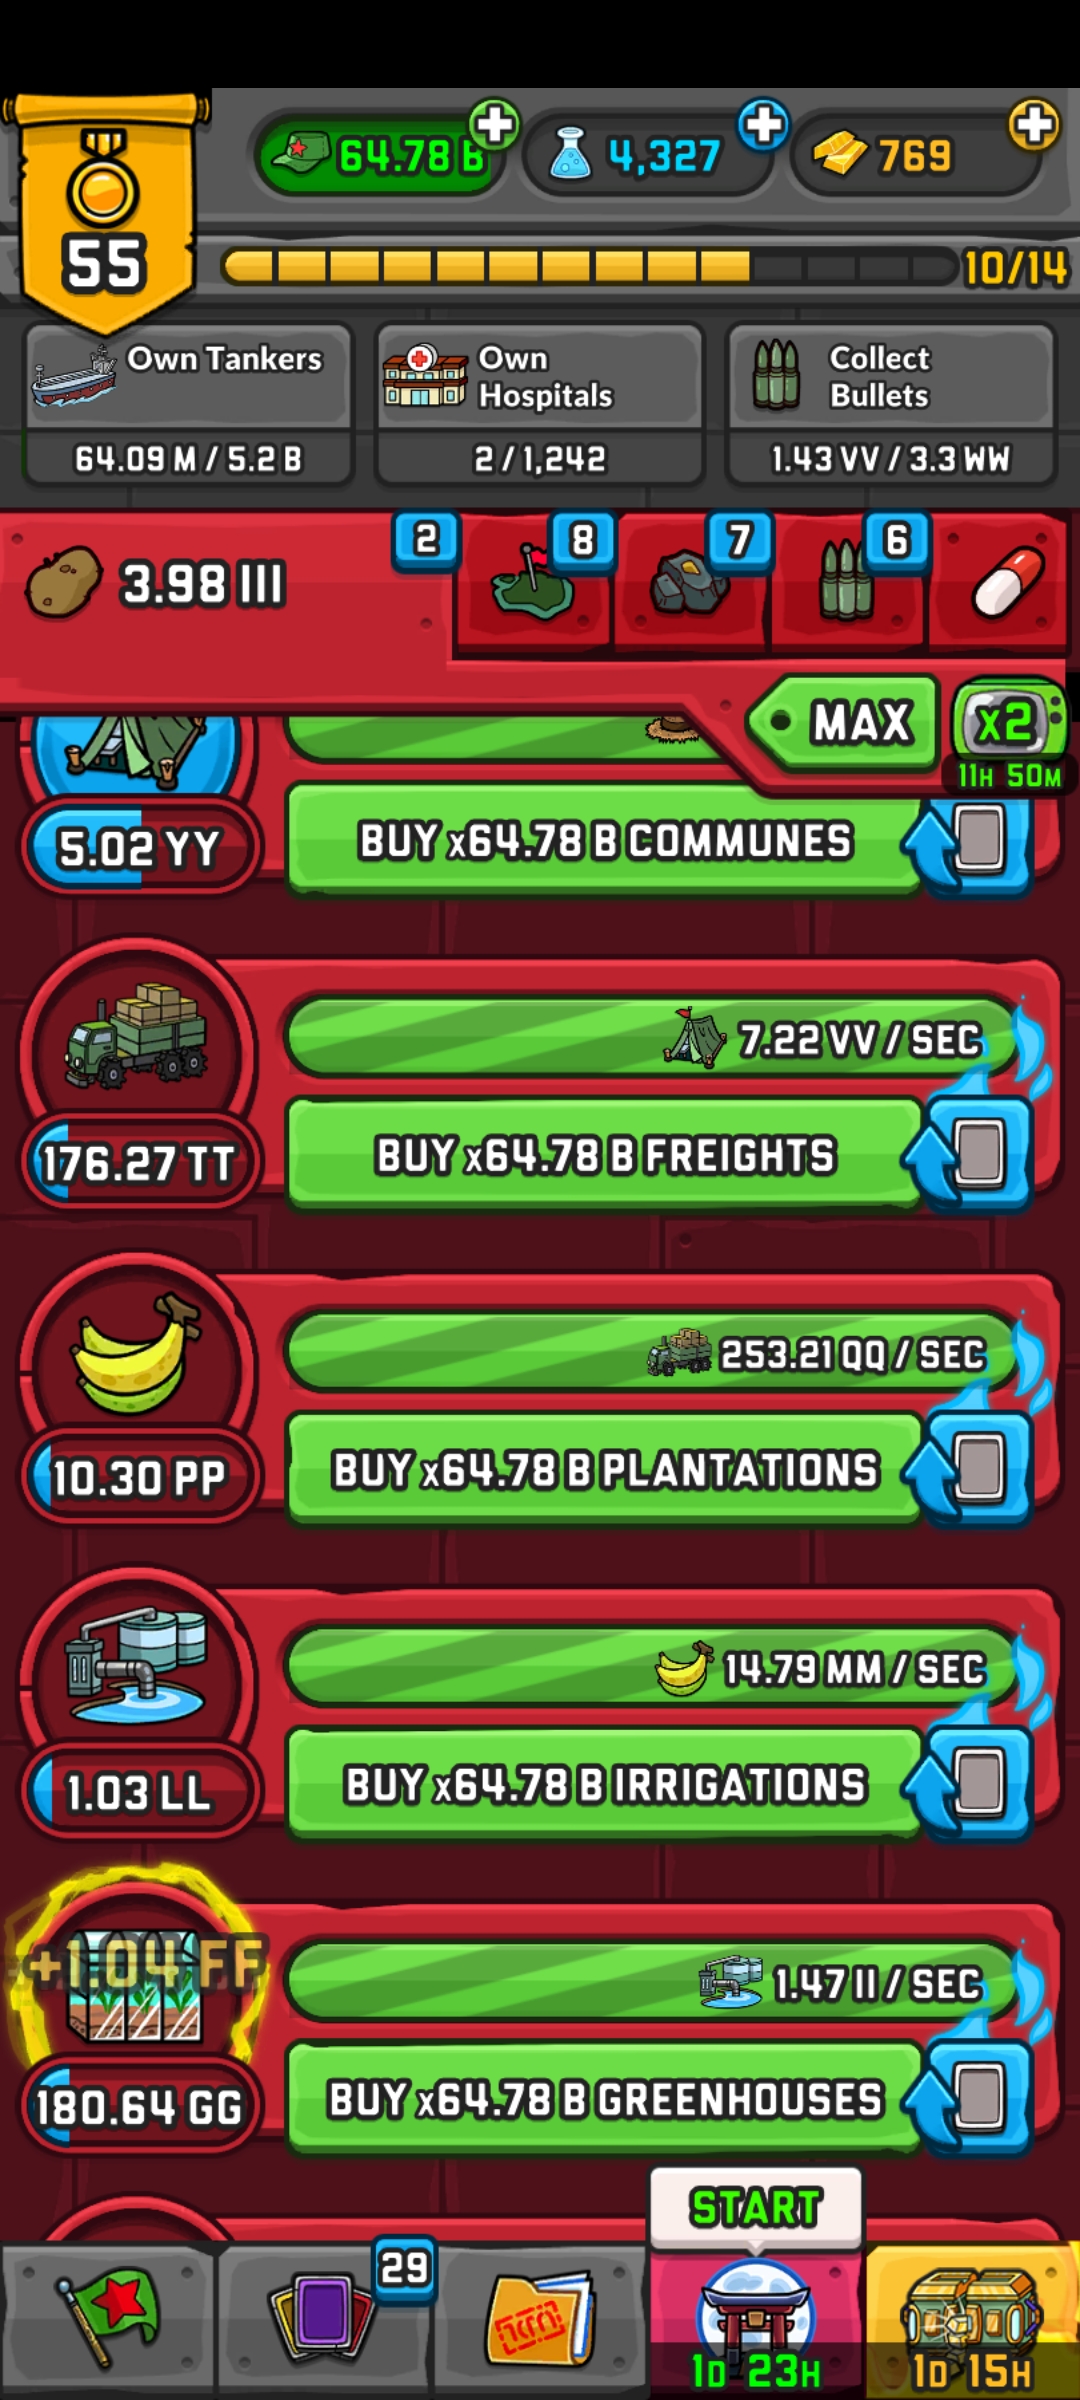 64.78 B
4,327
769
55
10/14
Own Tankers
64.09 M / 5.2 B
Own
Hospitals
2 / 1,242
Collect
Bullets
1.43 VV / 3.3 WW
3.98 III
2
8
7
6
MAX
x2
11H 50M
5.02 YY
BUY x64.78 B COMMUNES
7.22 VV / SEC
176.27 TT
BUY x64.78 B FREIGHTS
253.21 QQ / SEC
10.30 PP
BUY x64.78 B PLANTATIONS
14.79 MM / SEC
1.03 LL
BUY x64.78 B IRRIGATIONS
+1.04 FF
1.47 II / SEC
180.64 GG
BUY x64.78 B GREENHOUSES
START
29
1D 23H
1D 15H